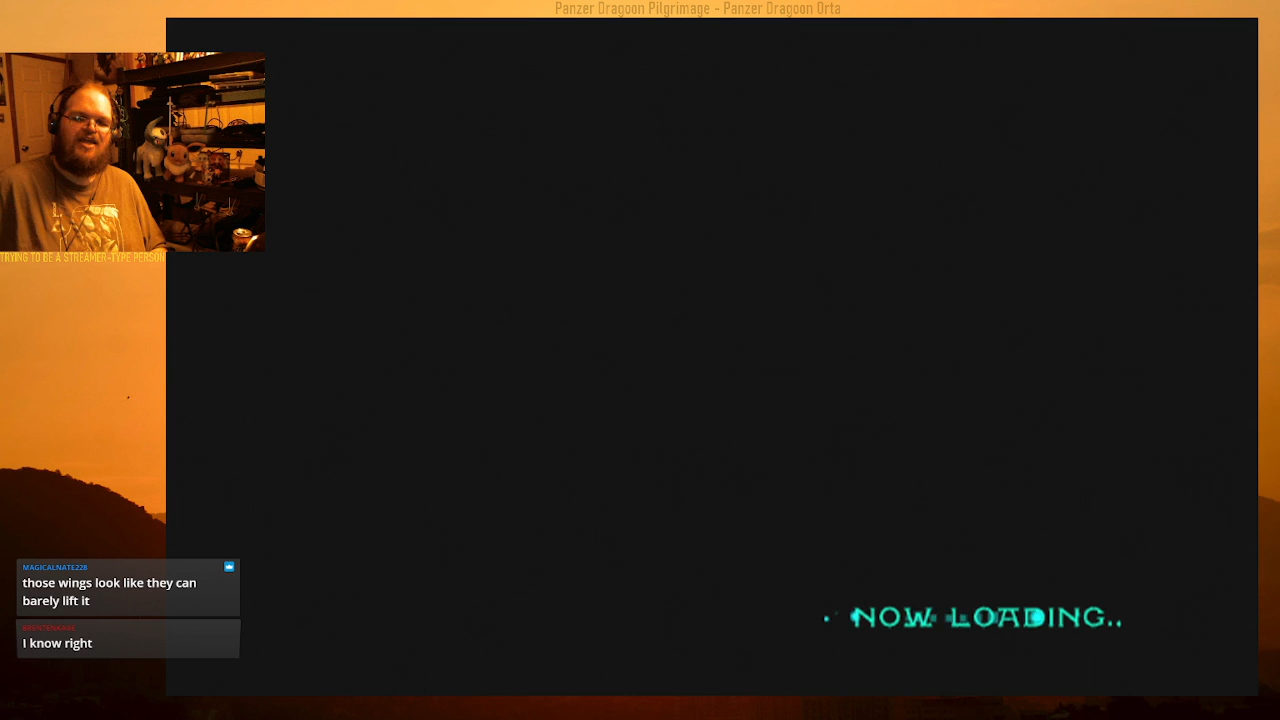 Panzer Dragoon Pilgrimage - Panzer Dragoon Orta
TRYING TO BE A STREAMER-TYPE PERSON
MAGICALNATE228
those wings look like they can
barely lift it
I know right
NOW LOADING..